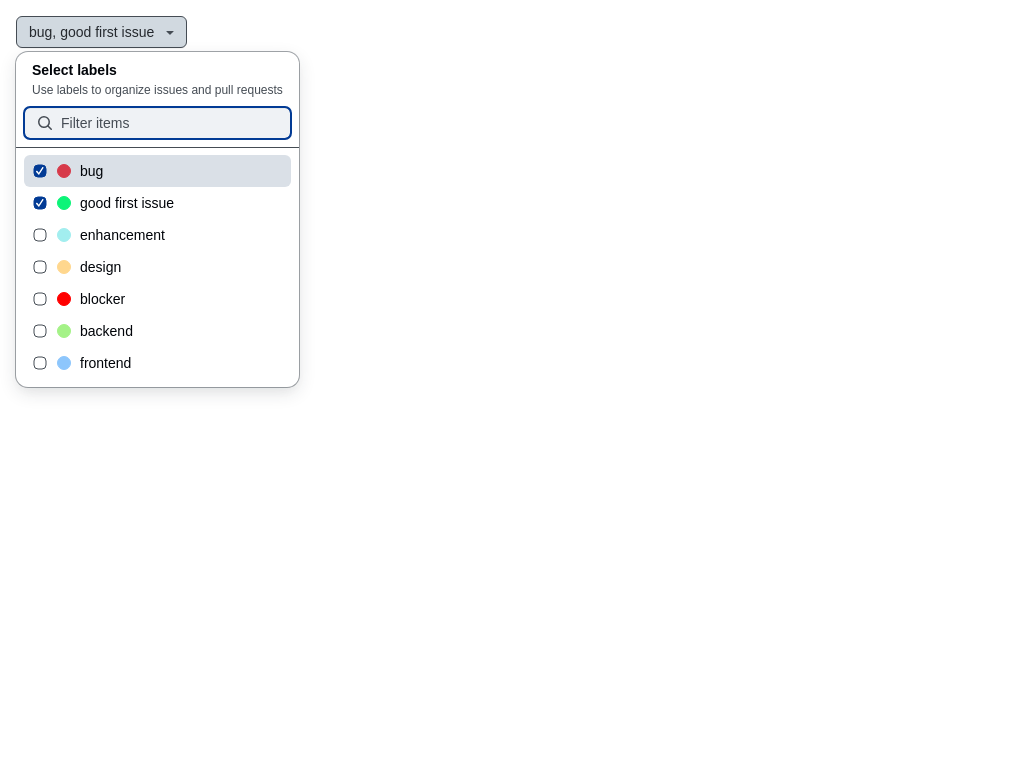 bug, good first issue
Select labels
Use labels to organize issues and pull requests
Filter items
bug
good first issue
enhancement
design
blocker
backend
frontend